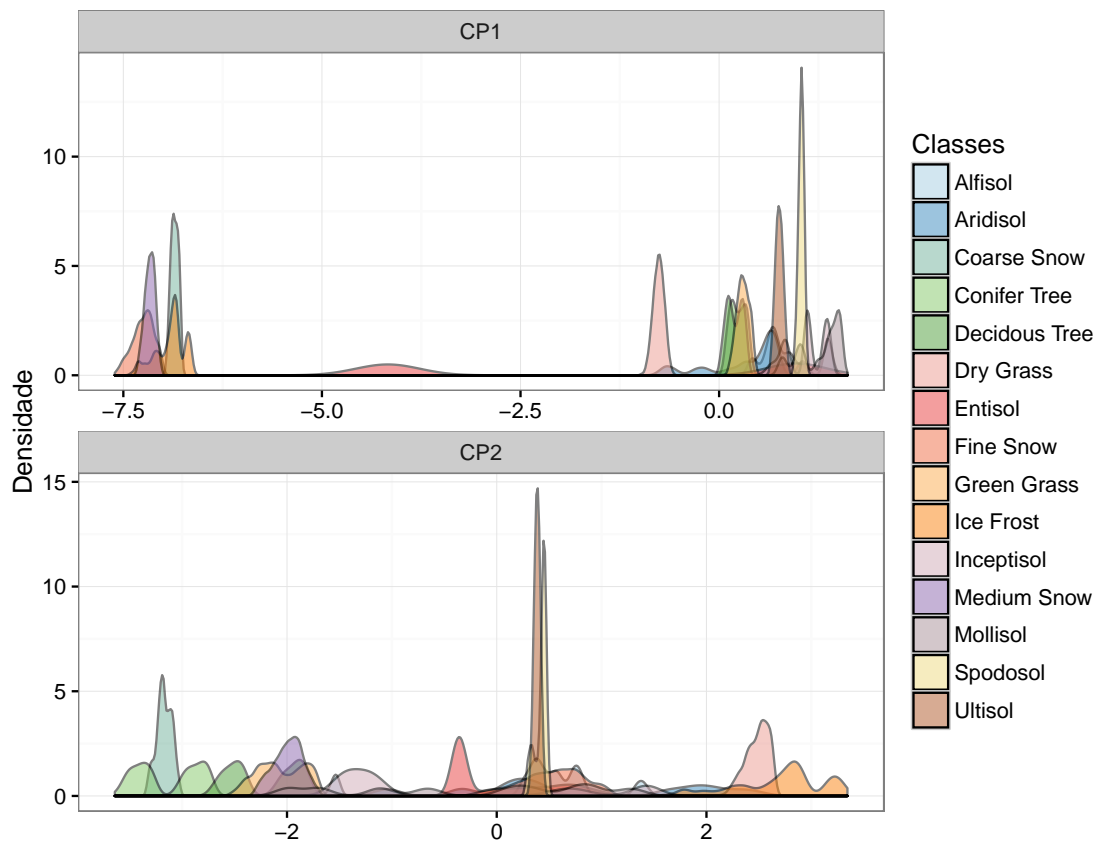 CP1
10
5
0
−7.5 −5.0 −2.5 0.0
Densidade
CP2
15
10
5
0
−2 0 2
Classes
Alfisol
Aridisol
Coarse Snow
Conifer Tree
Decidous Tree
Dry Grass
Entisol
Fine Snow
Green Grass
Ice Frost
Inceptisol
Medium Snow
Mollisol
Spodosol
Ultisol